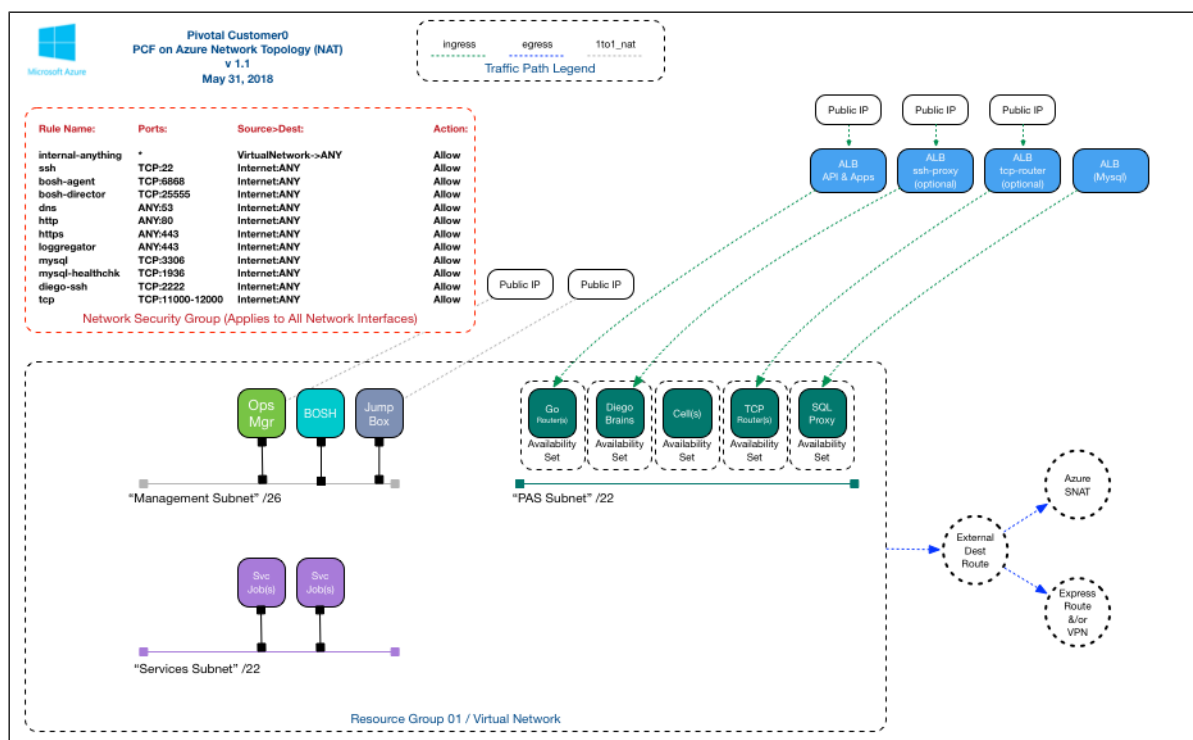 Microsoft Azure
Pivotal Customer0
PCF on Azure Network Topology (NAT)
v 1.1
May 31, 2018
ingress egress 1to1_nat
Traffic Path Legend
Rule Name: Ports: Source>Dest: Action:
internal-anything * VirtualNetwork->ANY Allow
ssh TCP:22 Internet:ANY Allow
bosh-agent TCP:6868 Internet:ANY Allow
bosh-director TCP:25555 Internet:ANY Allow
dns ANY:53 Internet:ANY Allow
http ANY:80 Internet:ANY Allow
https ANY:443 Internet:ANY Allow
loggregator ANY:443 Internet:ANY Allow
mysql TCP:3306 Internet:ANY Allow
mysql-healthchk TCP:1936 Internet:ANY Allow
diego-ssh TCP:2222 Internet:ANY Allow
tcp TCP:11000-12000 Internet:ANY Allow
Network Security Group (Applies to All Network Interfaces)
Public IP
Public IP
Public IP
ALB
API & Apps
ALB
ssh-proxy
(optional)
ALB
tcp-router
(optional)
ALB
(Mysql)
Public IP
Public IP
Ops
Mgr
BOSH
Jump
Box
"Management Subnet" /26
Go
Router(s)
Availability
Set
Diego
Brains
Availability
Set
Cell(s)
Availability
Set
TCP
Router(s)
Availability
Set
SQL
Proxy
Availability
Set
"PAS Subnet" /22
Svc
Job(s)
Svc
Job(s)
"Services Subnet" /22
Resource Group 01 / Virtual Network
External
Dest
Route
Azure
SNAT
Express
Route
&/or
VPN